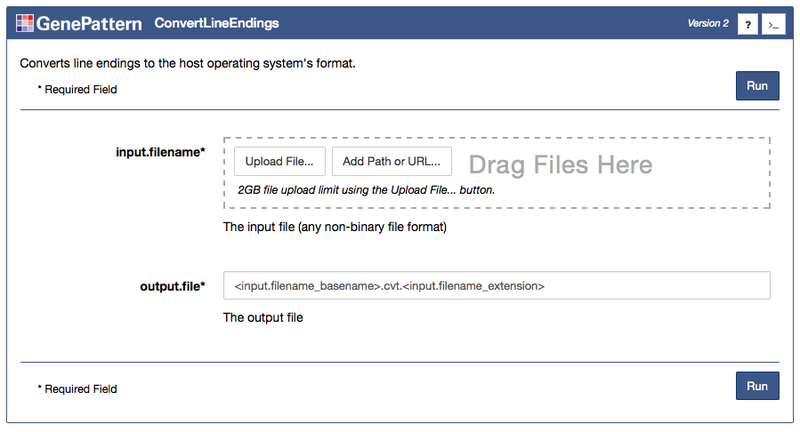 GenePattern ConvertLineEndings Version 2 ? >_
Converts line endings to the host operating system's format.
* Required Field
Run
input.filename*
Upload File... Add Path or URL... Drag Files Here
2GB file upload limit using the Upload File... button.
The input file (any non-binary file format)
output.file*
<input.filename_basename>.cvt.<input.filename_extension>
The output file
* Required Field
Run